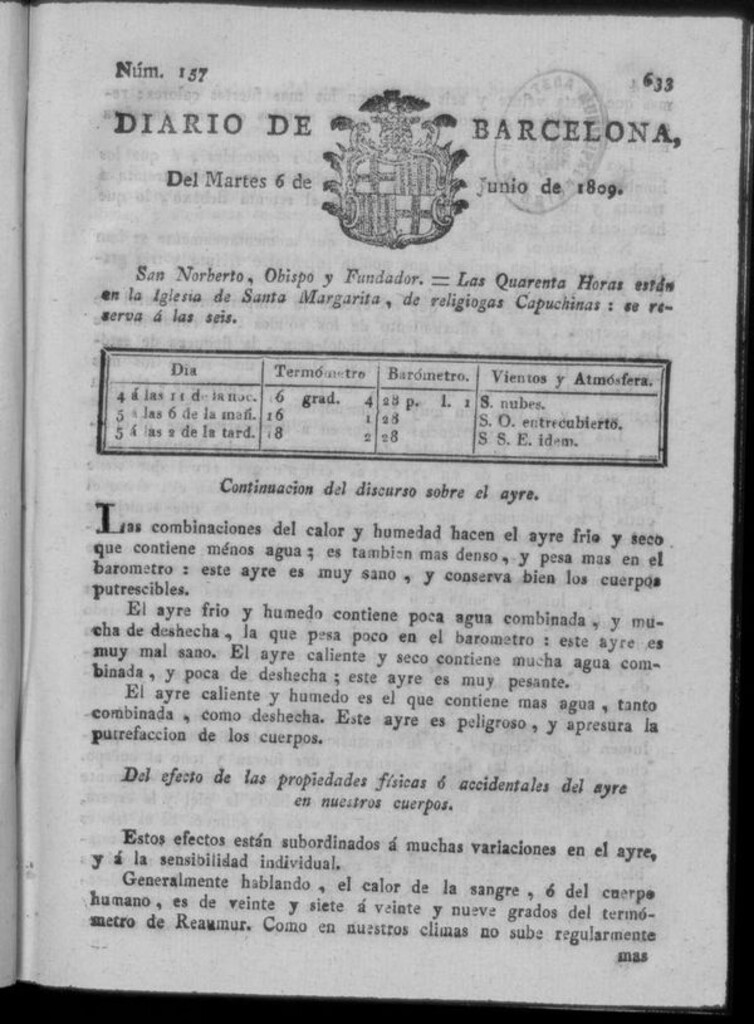 Núm. 157
633
DIARIO DE BARCELONA,
Del Martes 6 de Junio de 1809.
San Norberto, Obispo y Fundador. = Las Quarenta Horas están
en la Iglesia de Santa Margarita, de religiogas Capuchinas: se re-
serva á las seis.
Dia Termómetro Barómetro. Vientos y Atmósfera.
4 á las 11 de la noc. 16 grad. 4 28 p. l. 1 S. nubes.
5 a las 6 de la mañ. 16 1 28 S. O. entrecubierto.
5 á las 2 de la tard. 18 2 28 S. S. E. idem.
Continuacion del discurso sobre el ayre.
Las combinaciones del calor y humedad hacen el ayre frio y seco
que contiene ménos agua; es tambien mas denso, y pesa mas en el
barometro: este ayre es muy sano, y conserva bien los cuerpos
putrescibles.
El ayre frio y humedo contiene poca agua combinada, y mu-
cha de deshecha, la que pesa poco en el barometro: este ayre es
muy mal sano. El ayre caliente y seco contiene mucha agua com-
binada, y poca de deshecha; este ayre es muy pesante.
El ayre caliente y humedo es el que contiene mas agua, tanto
combinada, como deshecha. Este ayre es peligroso, y apresura la
putrefaccion de los cuerpos.
Del efecto de las propiedades físicas ó accidentales del ayre
en nuestros cuerpos.
Estos efectos están subordinados á muchas variaciones en el ayre,
y á la sensibilidad individual.
Generalmente hablando, el calor de la sangre, ó del cuerpo
humano, es de veinte y siete á veinte y nueve grados del termó-
metro de Reaumur. Como en nuestros climas no sube regularmente
mas